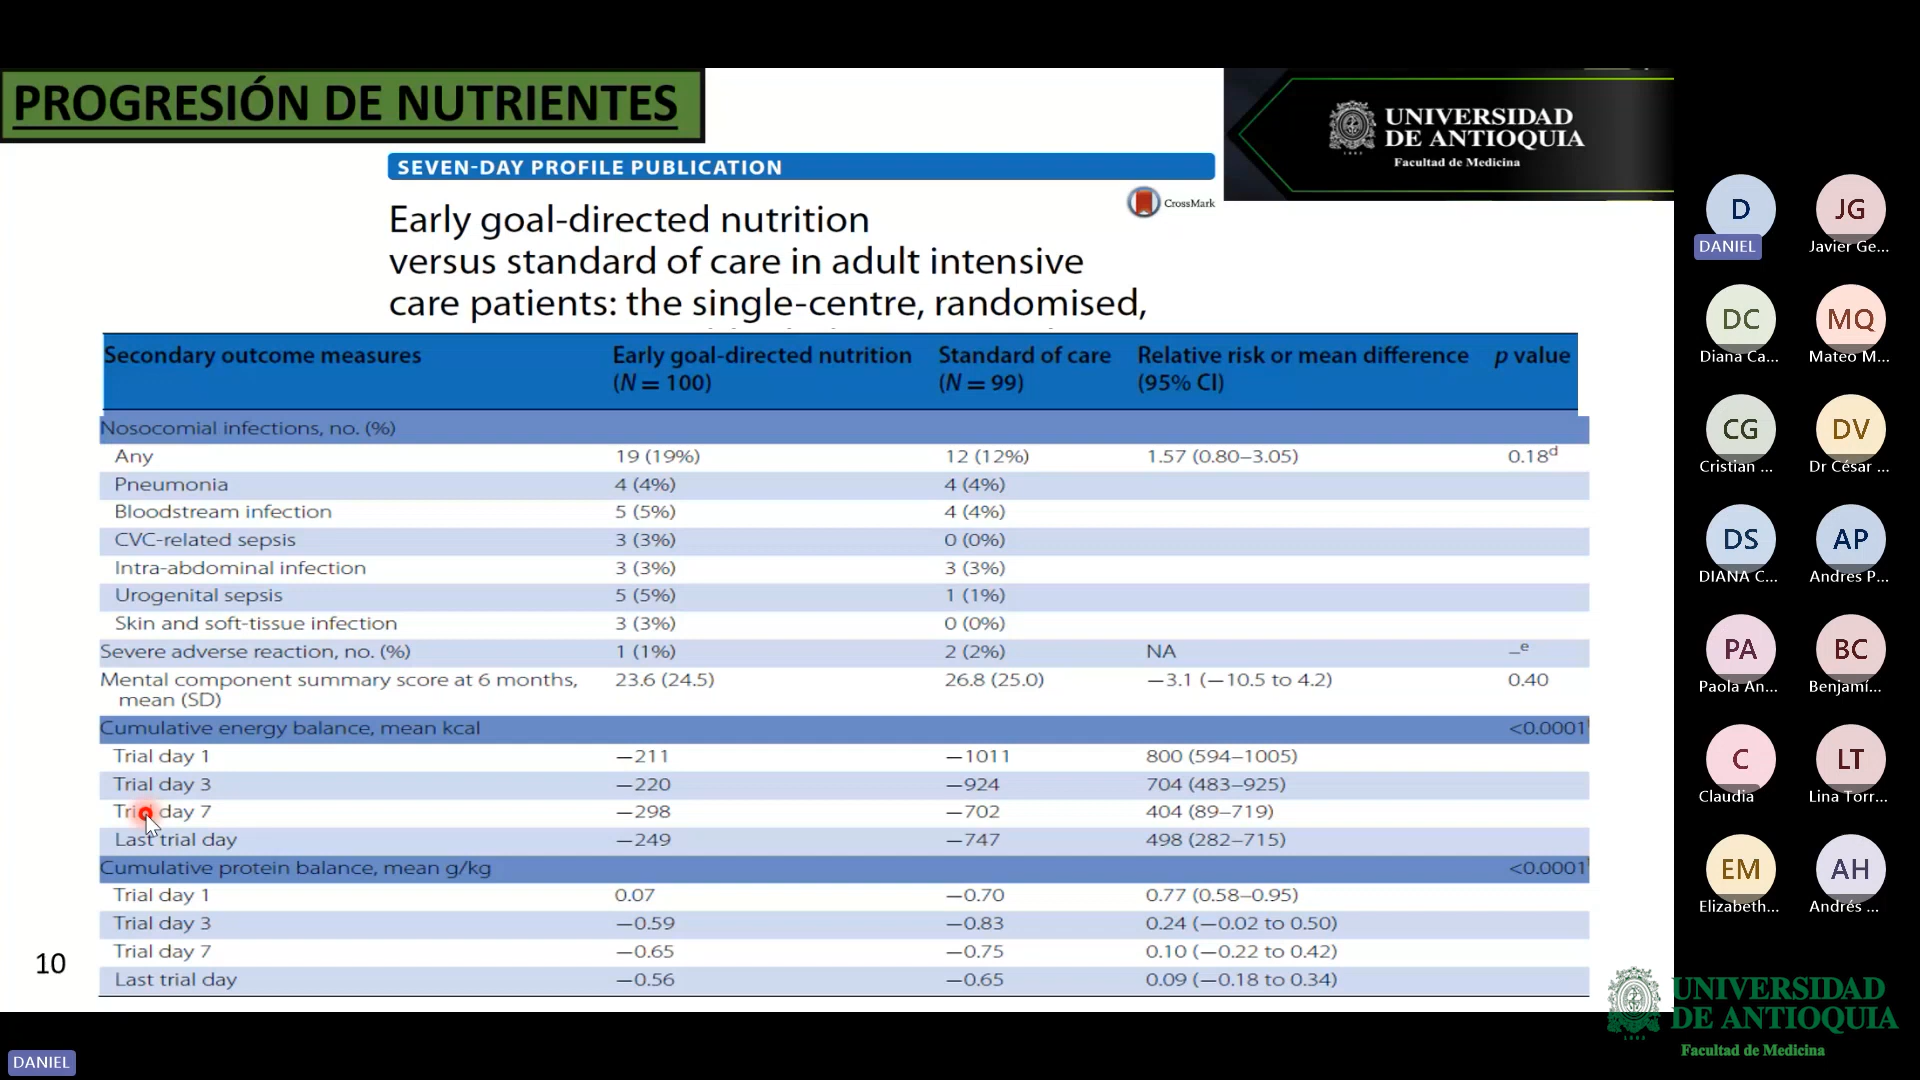 PROGRESIÓN DE NUTRIENTES
UNIVERSIDAD
DE ANTIOQUIA
1803
Facultad de Medicina
SEVEN-DAY PROFILE PUBLICATION
CrossMark
Early goal-directed nutrition
versus standard of care in adult intensive
care patients: the single-centre, randomised,
Secondary outcome measures Early goal-directed nutrition (N = 100) Standard of care (N = 99) Relative risk or mean difference (95% CI) p value
Nosocomial infections, no. (%)
Any 19 (19%) 12 (12%) 1.57 (0.80–3.05) 0.18d
Pneumonia 4 (4%) 4 (4%)
Bloodstream infection 5 (5%) 4 (4%)
CVC-related sepsis 3 (3%) 0 (0%)
Intra-abdominal infection 3 (3%) 3 (3%)
Urogenital sepsis 5 (5%) 1 (1%)
Skin and soft-tissue infection 3 (3%) 0 (0%)
Severe adverse reaction, no. (%) 1 (1%) 2 (2%) NA –e
Mental component summary score at 6 months, 23.6 (24.5) 26.8 (25.0) −3.1 (−10.5 to 4.2) 0.40
mean (SD)
Cumulative energy balance, mean kcal <0.0001
Trial day 1 −211 −1011 800 (594–1005)
Trial day 3 −220 −924 704 (483–925)
Trial day 7 −298 −702 404 (89–719)
Last trial day −249 −747 498 (282–715)
Cumulative protein balance, mean g/kg <0.0001
Trial day 1 0.07 −0.70 0.77 (0.58–0.95)
Trial day 3 −0.59 −0.83 0.24 (−0.02 to 0.50)
Trial day 7 −0.65 −0.75 0.10 (−0.22 to 0.42)
Last trial day −0.56 −0.65 0.09 (−0.18 to 0.34)
10
D JG
DANIEL Javier Ge...
DC MQ
Diana Ca... Mateo M...
CG DV
Cristian ... Dr César ...
DS AP
DIANA C... Andres P...
PA BC
Paola An... Benjamí...
C LT
Claudia Lina Torr...
EM AH
Elizabeth... Andrés ...
UNIVERSIDAD
DE ANTIOQUIA
Facultad de Medicina
DANIEL